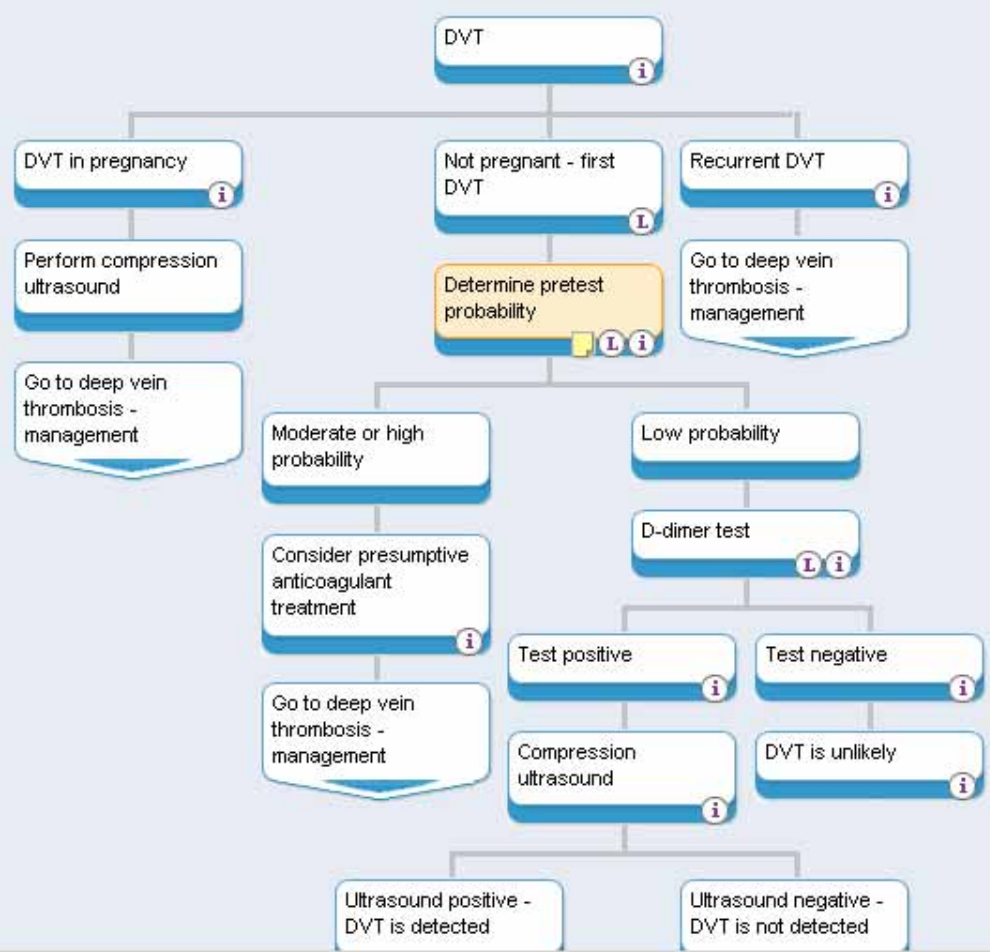 DVT
i
DVT in pregnancy
i
Not pregnant - first
DVT
L
Recurrent DVT
i
Perform compression
ultrasound
Determine pretest
probability
L i
Go to deep vein
thrombosis -
management
Go to deep vein
thrombosis -
management
Moderate or high
probability
Low probability
Consider presumptive
anticoagulant
treatment
i
D-dimer test
L i
Test positive
i
Test negative
i
Go to deep vein
thrombosis -
management
Compression
ultrasound
i
DVT is unlikely
i
Ultrasound positive -
DVT is detected
Ultrasound negative -
DVT is not detected